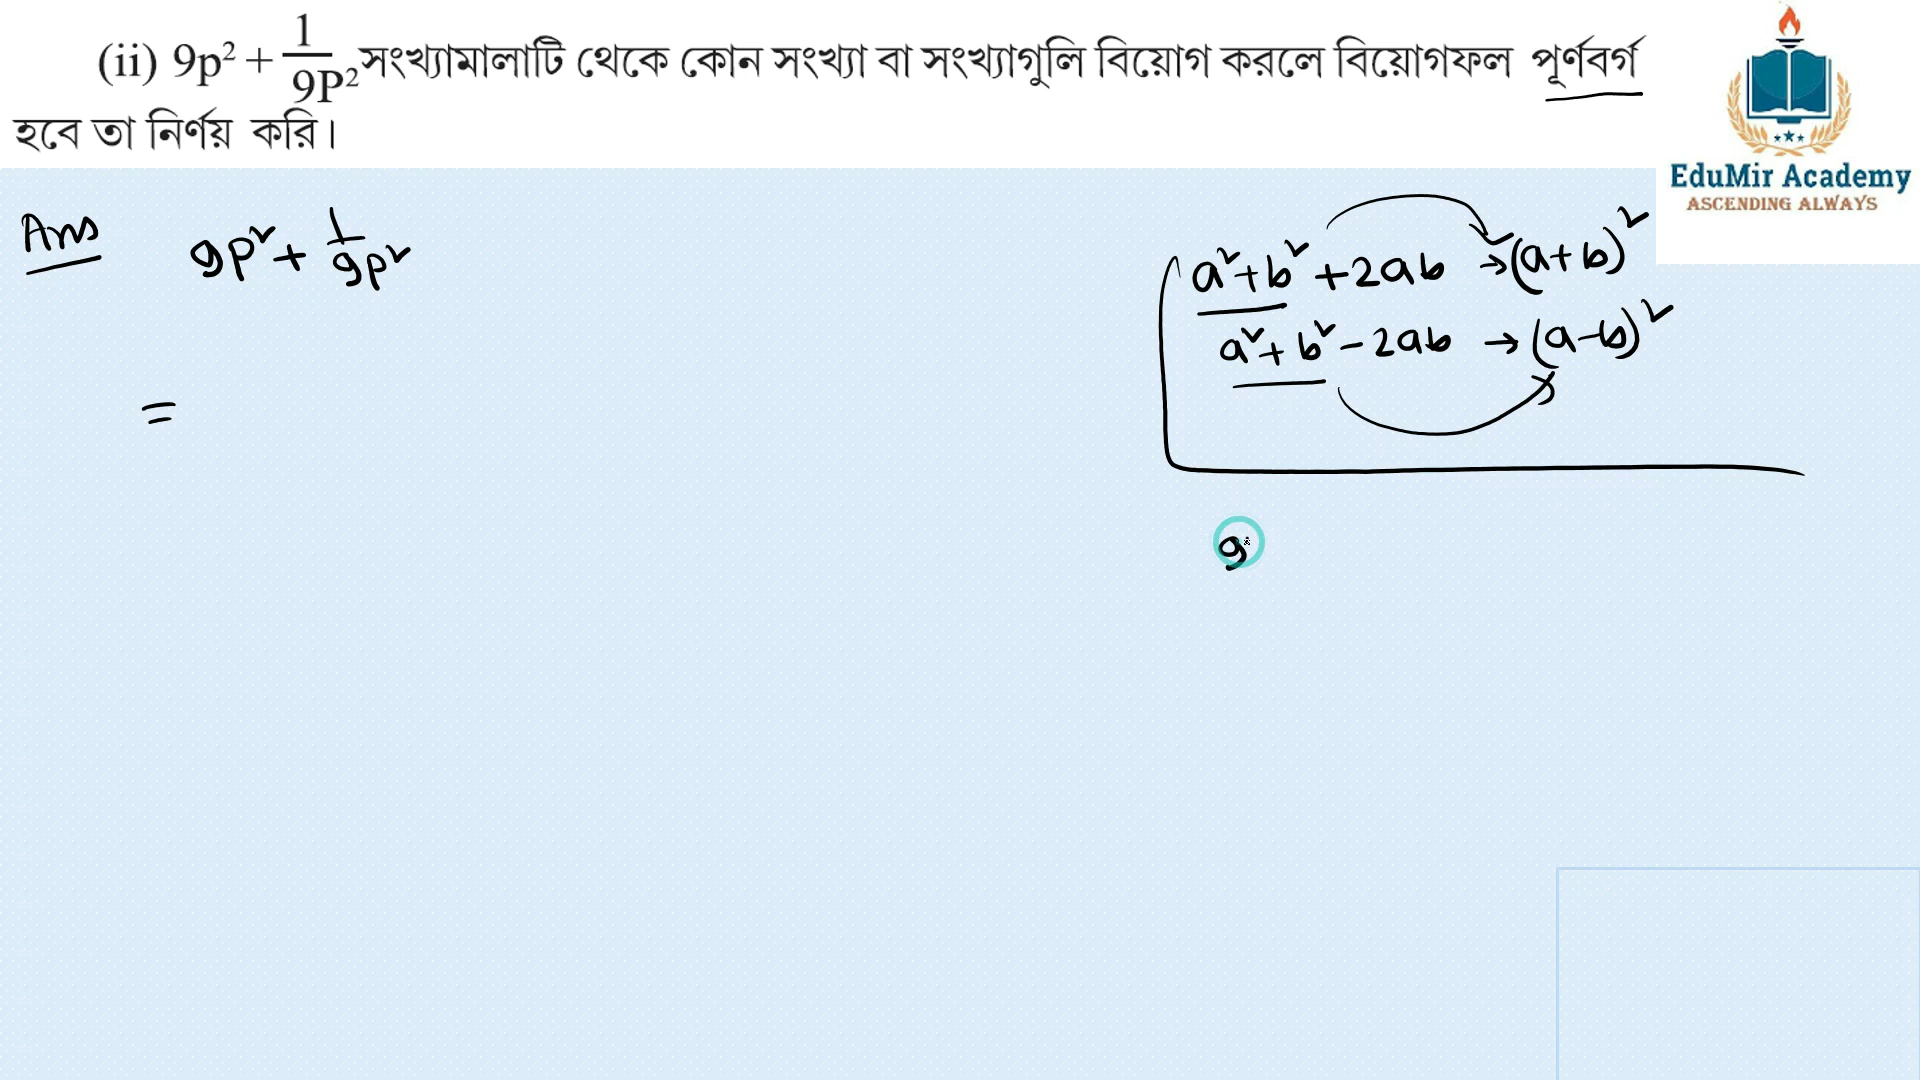 (ii) 9p² + 1/9P² সংখ্যামালাটি থেকে কোন সংখ্যা বা সংখ্যাগুলি বিয়োগ করলে বিয়োগফল পূর্ণবর্গ
হবে তা নির্ণয় করি।
EduMir Academy
ASCENDING ALWAYS
Ans 9p² + 1/9p²
a² + b² + 2ab → (a+b)²
a² + b² - 2ab → (a-b)²
=
9